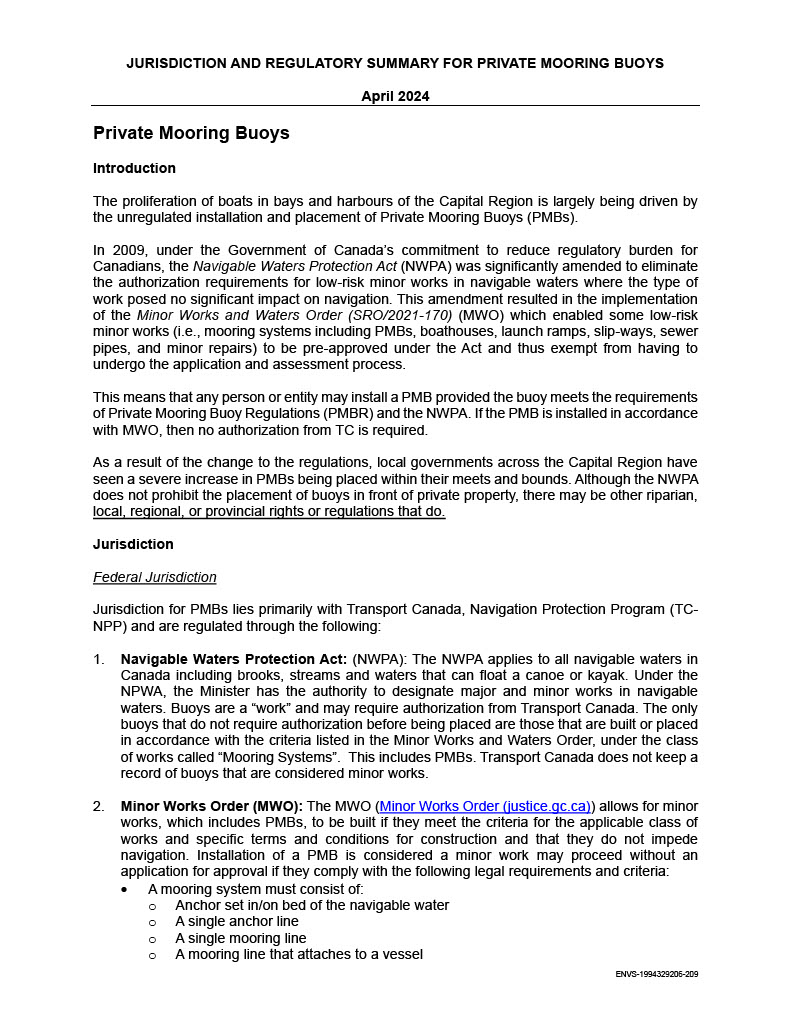 JURISDICTION AND REGULATORY SUMMARY FOR PRIVATE MOORING BUOYS
April 2024
Private Mooring Buoys
Introduction
The proliferation of boats in bays and harbours of the Capital Region is largely being driven by
the unregulated installation and placement of Private Mooring Buoys (PMBs).
In 2009, under the Government of Canada’s commitment to reduce regulatory burden for
Canadians, the Navigable Waters Protection Act (NWPA) was significantly amended to eliminate
the authorization requirements for low-risk minor works in navigable waters where the type of
work posed no significant impact on navigation. This amendment resulted in the implementation
of the Minor Works and Waters Order (SRO/2021-170) (MWO) which enabled some low-risk
minor works (i.e., mooring systems including PMBs, boathouses, launch ramps, slip-ways, sewer
pipes, and minor repairs) to be pre-approved under the Act and thus exempt from having to
undergo the application and assessment process.
This means that any person or entity may install a PMB provided the buoy meets the requirements
of Private Mooring Buoy Regulations (PMBR) and the NWPA. If the PMB is installed in accordance
with MWO, then no authorization from TC is required.
As a result of the change to the regulations, local governments across the Capital Region have
seen a severe increase in PMBs being placed within their meets and bounds. Although the NWPA
does not prohibit the placement of buoys in front of private property, there may be other riparian,
local, regional, or provincial rights or regulations that do.
Jurisdiction
Federal Jurisdiction
Jurisdiction for PMBs lies primarily with Transport Canada, Navigation Protection Program (TC-
NPP) and are regulated through the following:
1. Navigable Waters Protection Act: (NWPA): The NWPA applies to all navigable waters in
Canada including brooks, streams and waters that can float a canoe or kayak. Under the
NPWA, the Minister has the authority to designate major and minor works in navigable
waters. Buoys are a “work” and may require authorization from Transport Canada. The only
buoys that do not require authorization before being placed are those that are built or placed
in accordance with the criteria listed in the Minor Works and Waters Order, under the class
of works called “Mooring Systems”. This includes PMBs. Transport Canada does not keep a
record of buoys that are considered minor works.
2. Minor Works Order (MWO): The MWO (Minor Works Order (justice.gc.ca)) allows for minor
works, which includes PMBs, to be built if they meet the criteria for the applicable class of
works and specific terms and conditions for construction and that they do not impede
navigation. Installation of a PMB is considered a minor work may proceed without an
application for approval if they comply with the following legal requirements and criteria:
• A mooring system must consist of:
o Anchor set in/on bed of the navigable water
o A single anchor line
o A single mooring line
o A mooring line that attaches to a vessel
ENVS-1994329206-209